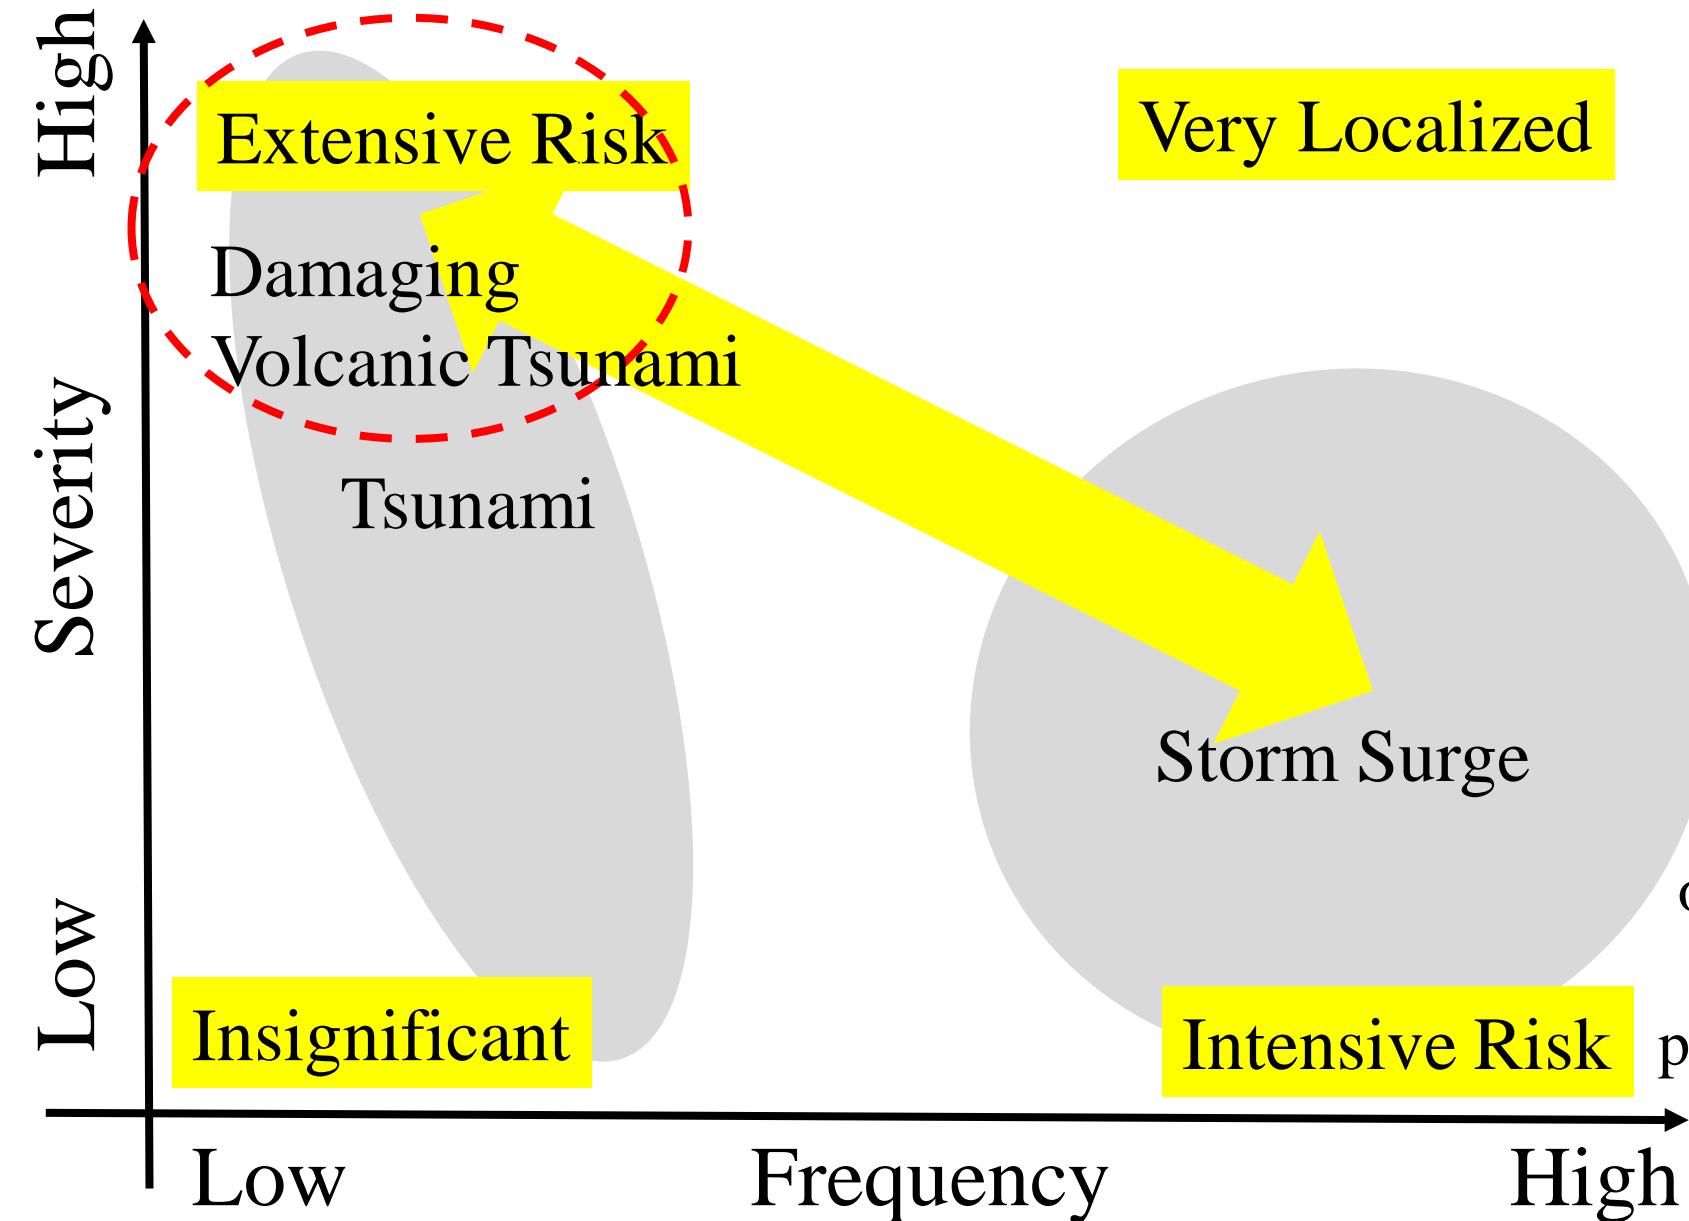 High
Extensive Risk
Very Localized
Damaging
Volcanic Tsunami
Severity
Tsunami
Storm Surge
Low
Insignificant
Intensive Risk
Low
Frequency
High